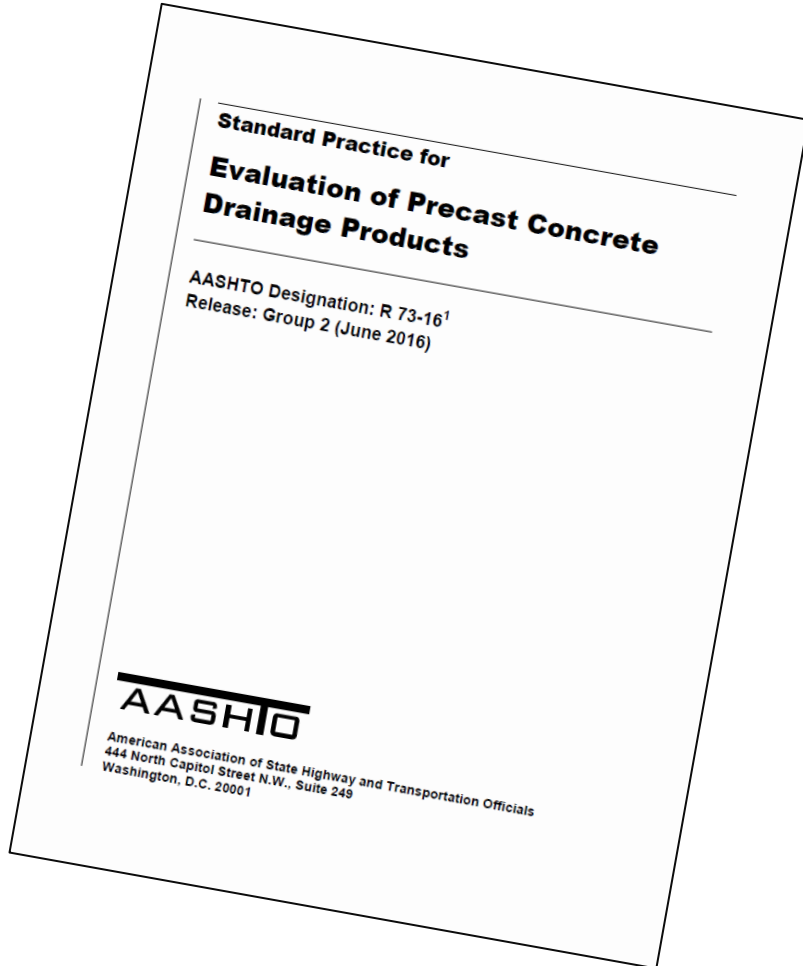 Standard Practice for
Evaluation of Precast Concrete
Drainage Products
AASHTO Designation: R 73-16¹
Release: Group 2 (June 2016)
AASHTO
American Association of State Highway and Transportation Officials
444 North Capitol Street N.W., Suite 249
Washington, D.C. 20001